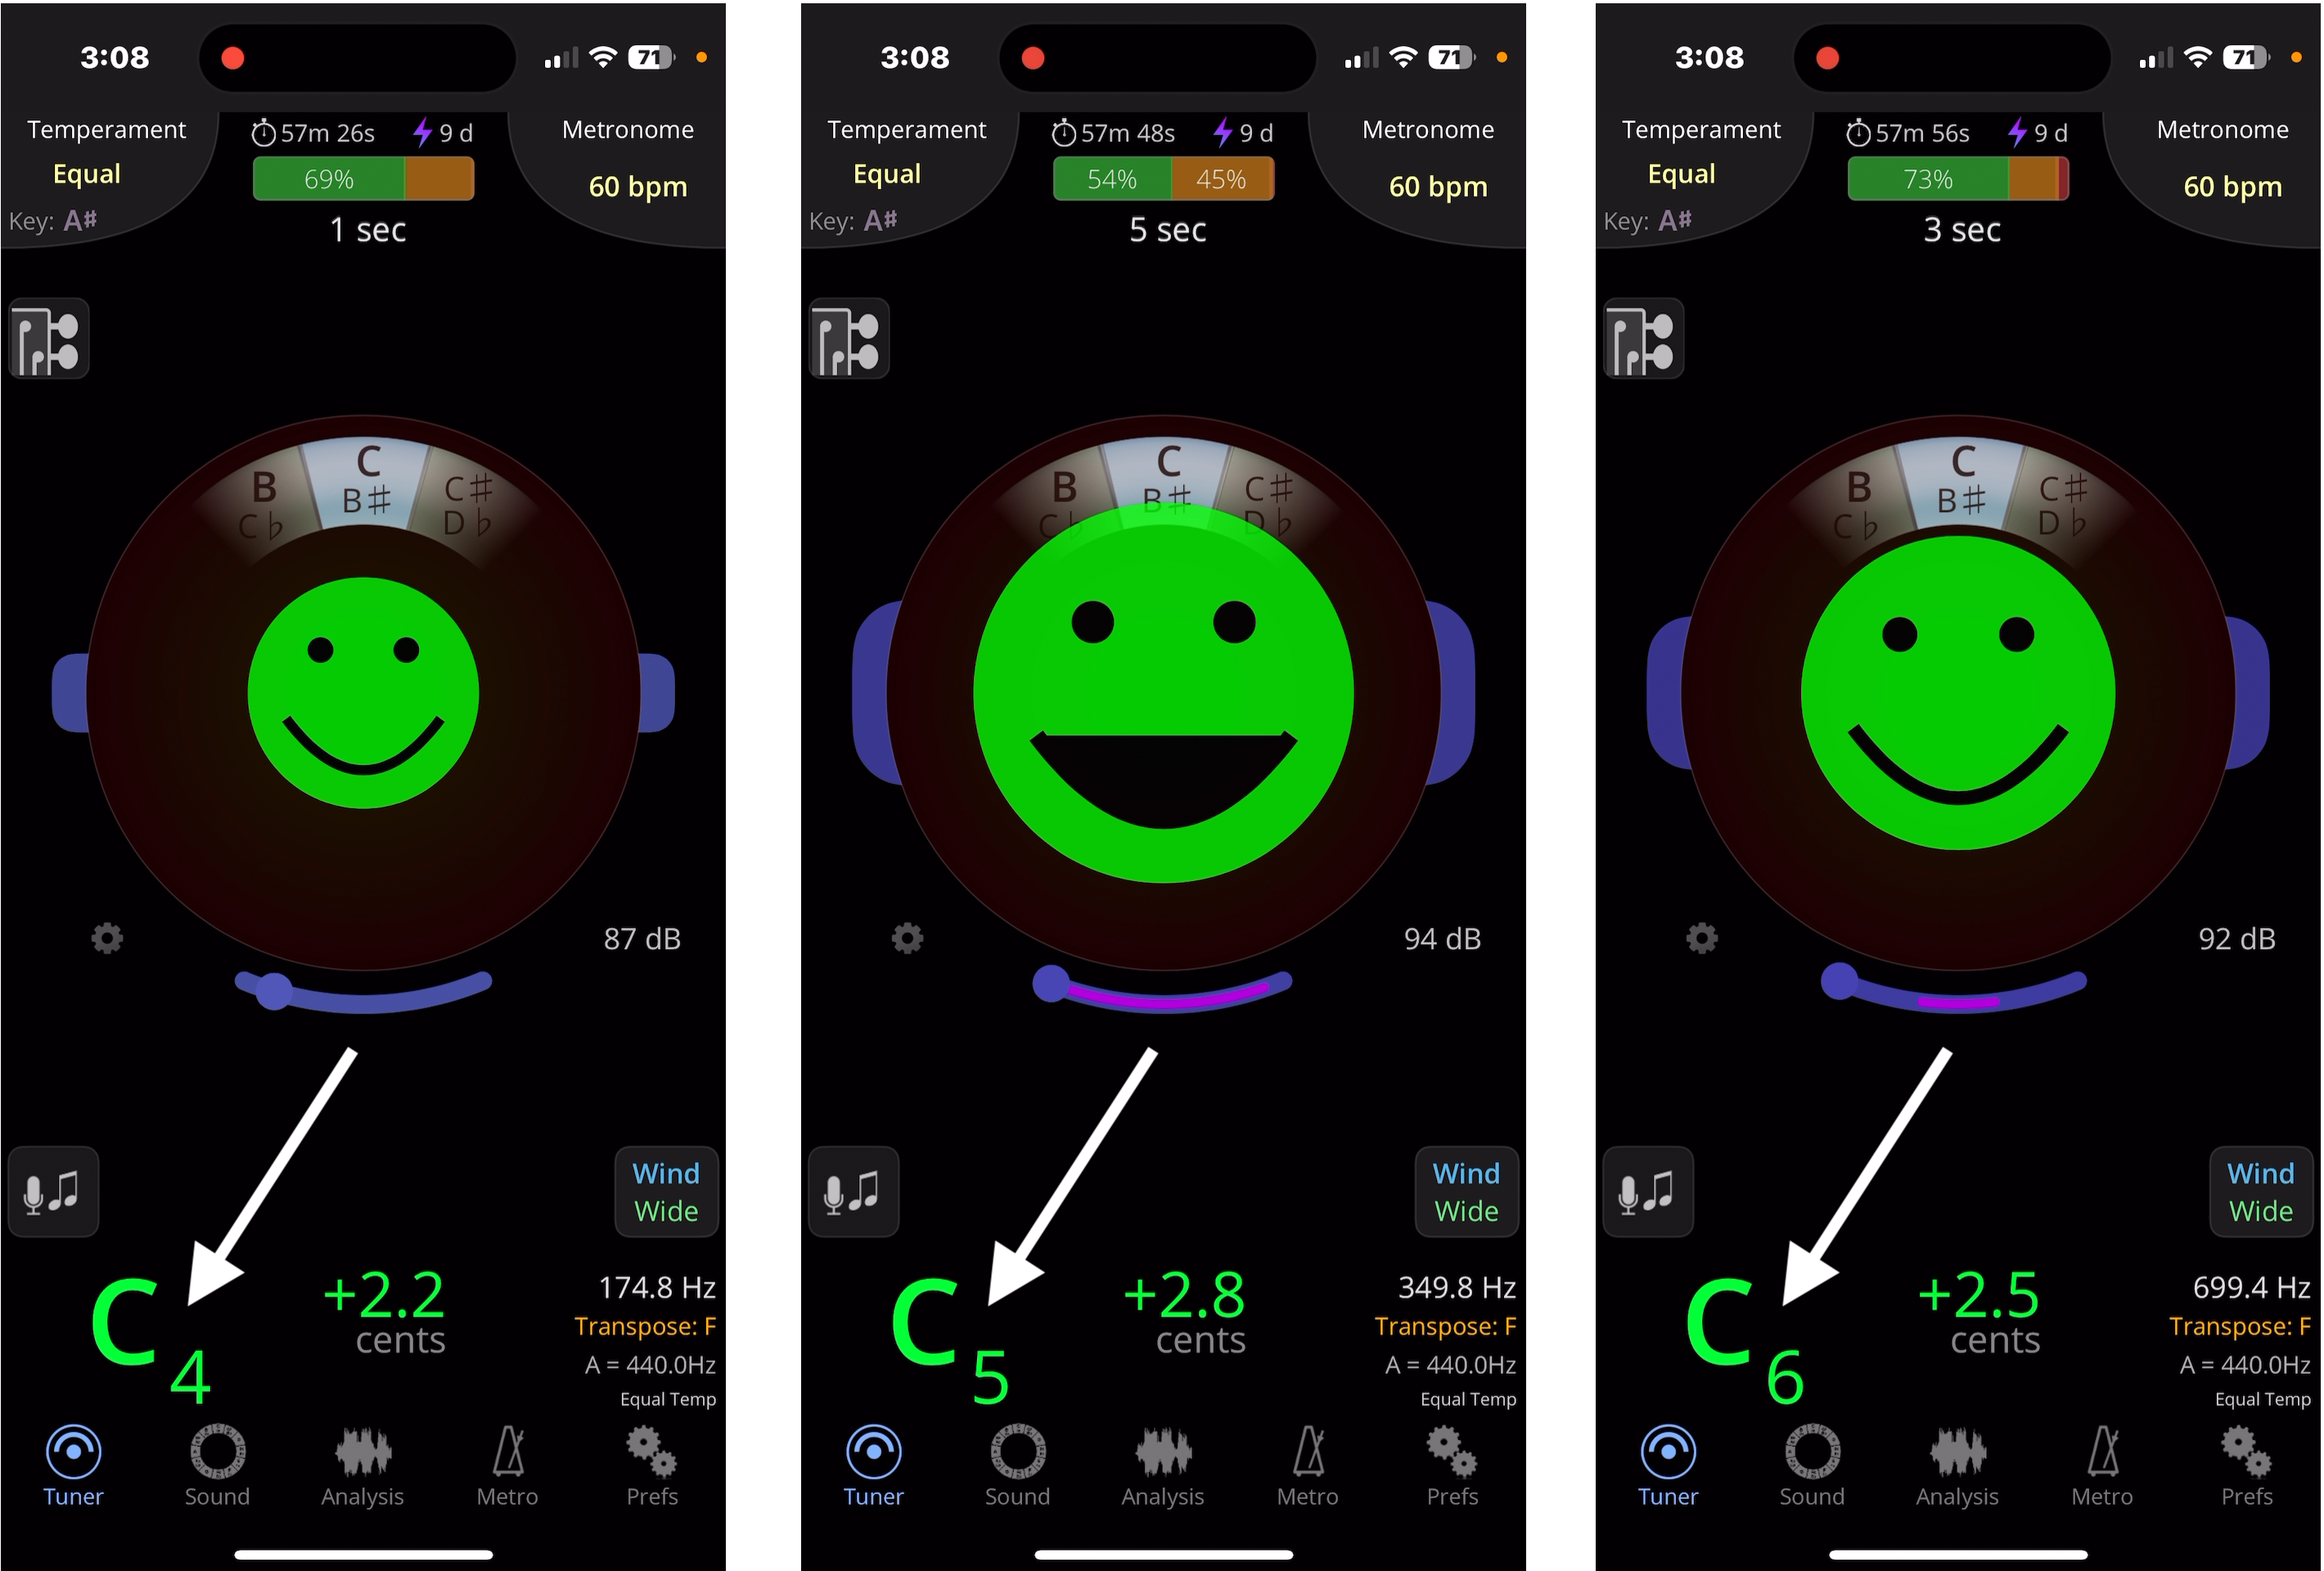 3:08
71
Temperament
57m 26s
9 d
Metronome
Equal
69%
60 bpm
Key: A♯
1 sec
C
B♯
B
C♭
C♯
D♭
87 dB
Wind
Wide
C4
+2.2
cents
174.8 Hz
Transpose: F
A = 440.0Hz
Equal Temp
Tuner
Sound
Analysis
Metro
Prefs
3:08
71
Temperament
57m 48s
9 d
Metronome
Equal
54%
45%
60 bpm
Key: A♯
5 sec
C
B♯
B
C♭
C♯
D♭
94 dB
Wind
Wide
C5
+2.8
cents
349.8 Hz
Transpose: F
A = 440.0Hz
Equal Temp
Tuner
Sound
Analysis
Metro
Prefs
3:08
71
Temperament
57m 56s
9 d
Metronome
Equal
73%
60 bpm
Key: A♯
3 sec
C
B♯
B
C♭
C♯
D♭
92 dB
Wind
Wide
C6
+2.5
cents
699.4 Hz
Transpose: F
A = 440.0Hz
Equal Temp
Tuner
Sound
Analysis
Metro
Prefs